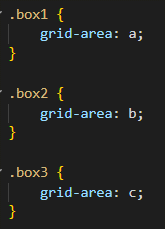 .box1 {
    grid-area: a;
}
.box2 {
    grid-area: b;
}
.box3 {
    grid-area: c;
}